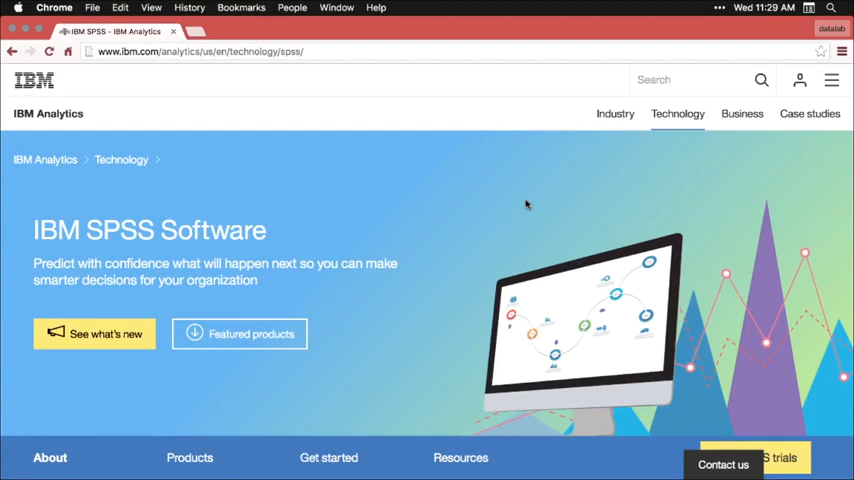 Chrome File Edit View History Bookmarks People Window Help
Wed 11:29 AM
18
IBM SPSS - IBM Analytics
datalab
www.ibm.com/analytics/us/en/technology/spss/
IBM
Search
IBM Analytics
Industry Technology Business Case studies
IBM Analytics Technology
IBM SPSS Software
Predict with confidence what will happen next so you can make
smarter decisions for your organization
See what's new
Featured products
About Products Get started Resources
S trials
Contact us